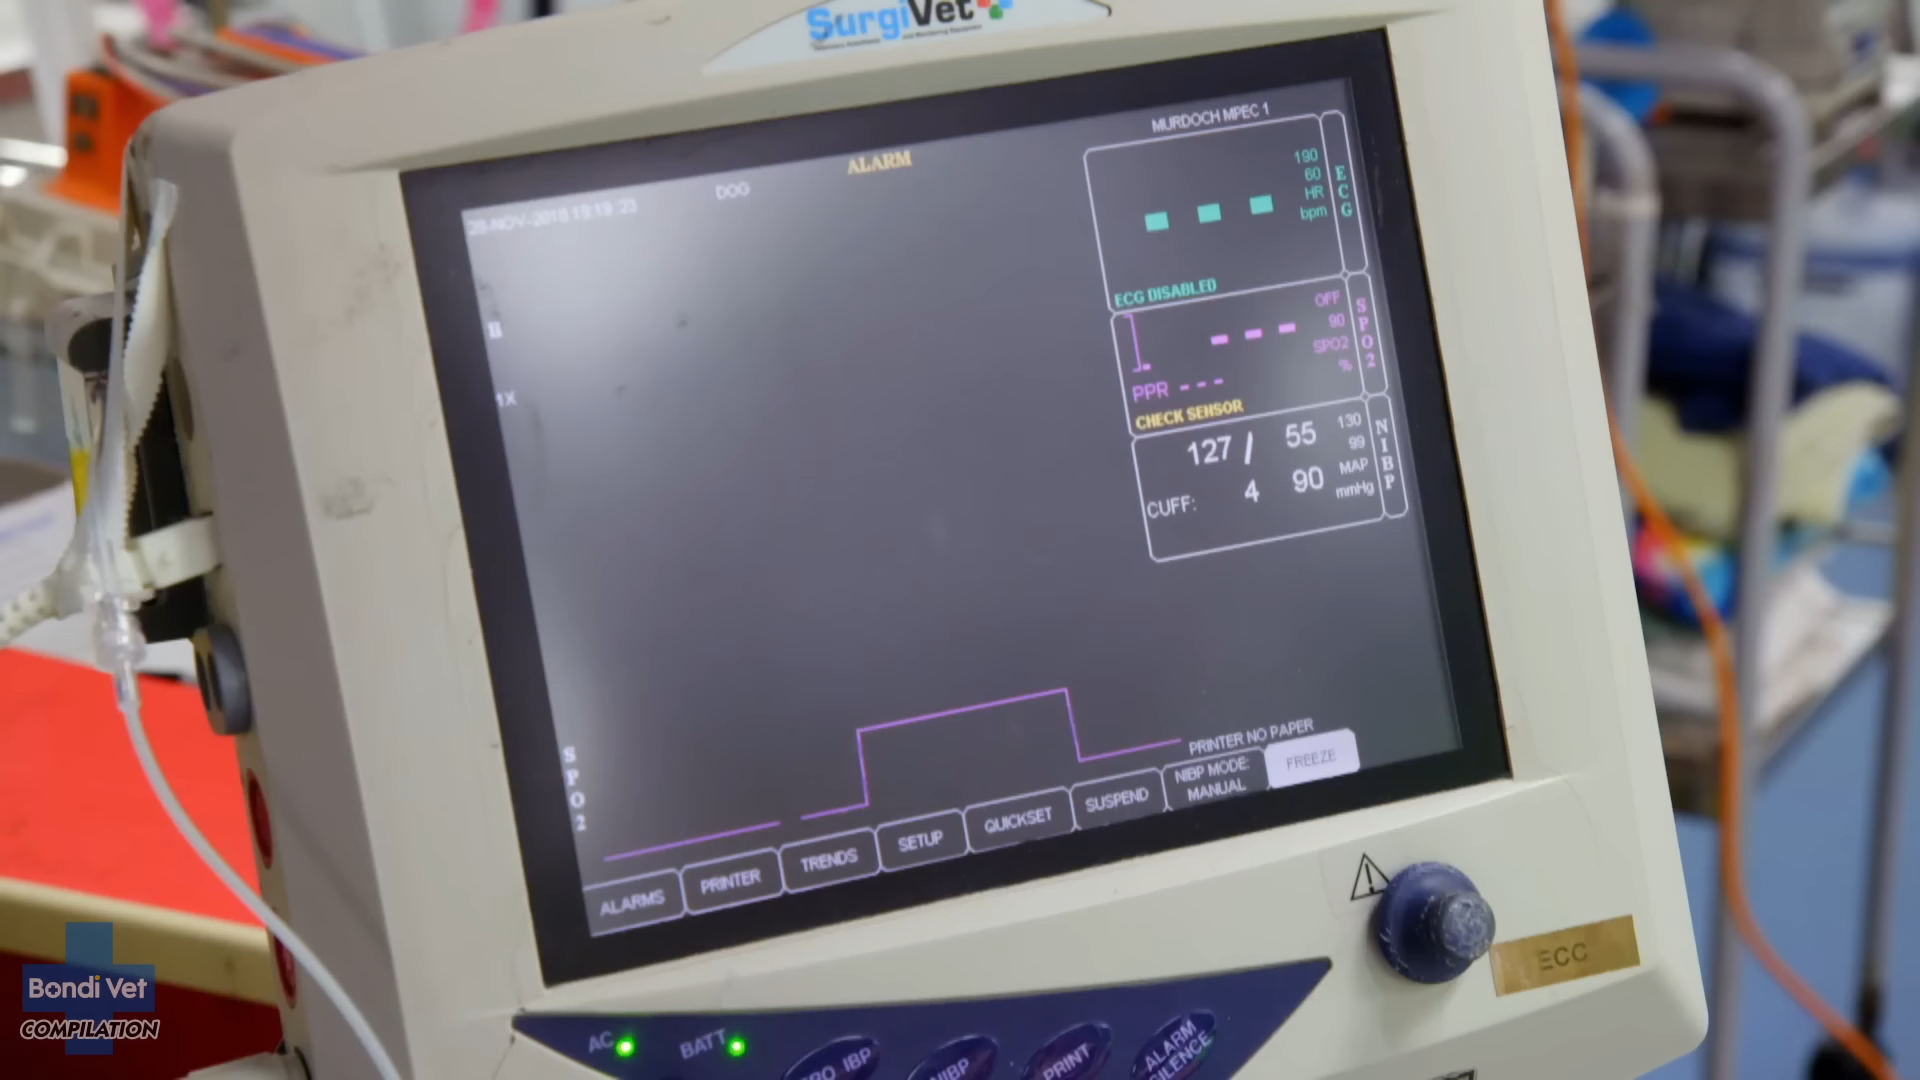 SurgiVet
MURDOCH MPEC 1
ALARM
DOG
28-NOV-2018 15:19:23
190
60
HR
bpm
ECG
ECG DISABLED
II
1X
OFF
90
SPO2
%
SPO2
PPR ---
CHECK SENSOR
127 / 55
130
99
MAP
mmHg
NIBP
CUFF: 4 90
SPO2
PRINTER NO PAPER
ALARMS
PRINTER
TRENDS
SETUP
QUICKSET
SUSPEND
NIBP MODE:
MANUAL
FREEZE
ECC
AC
BATT
IBP
NIBP
PRINT
ALARM
SILENCE
Bondi Vet
COMPILATION